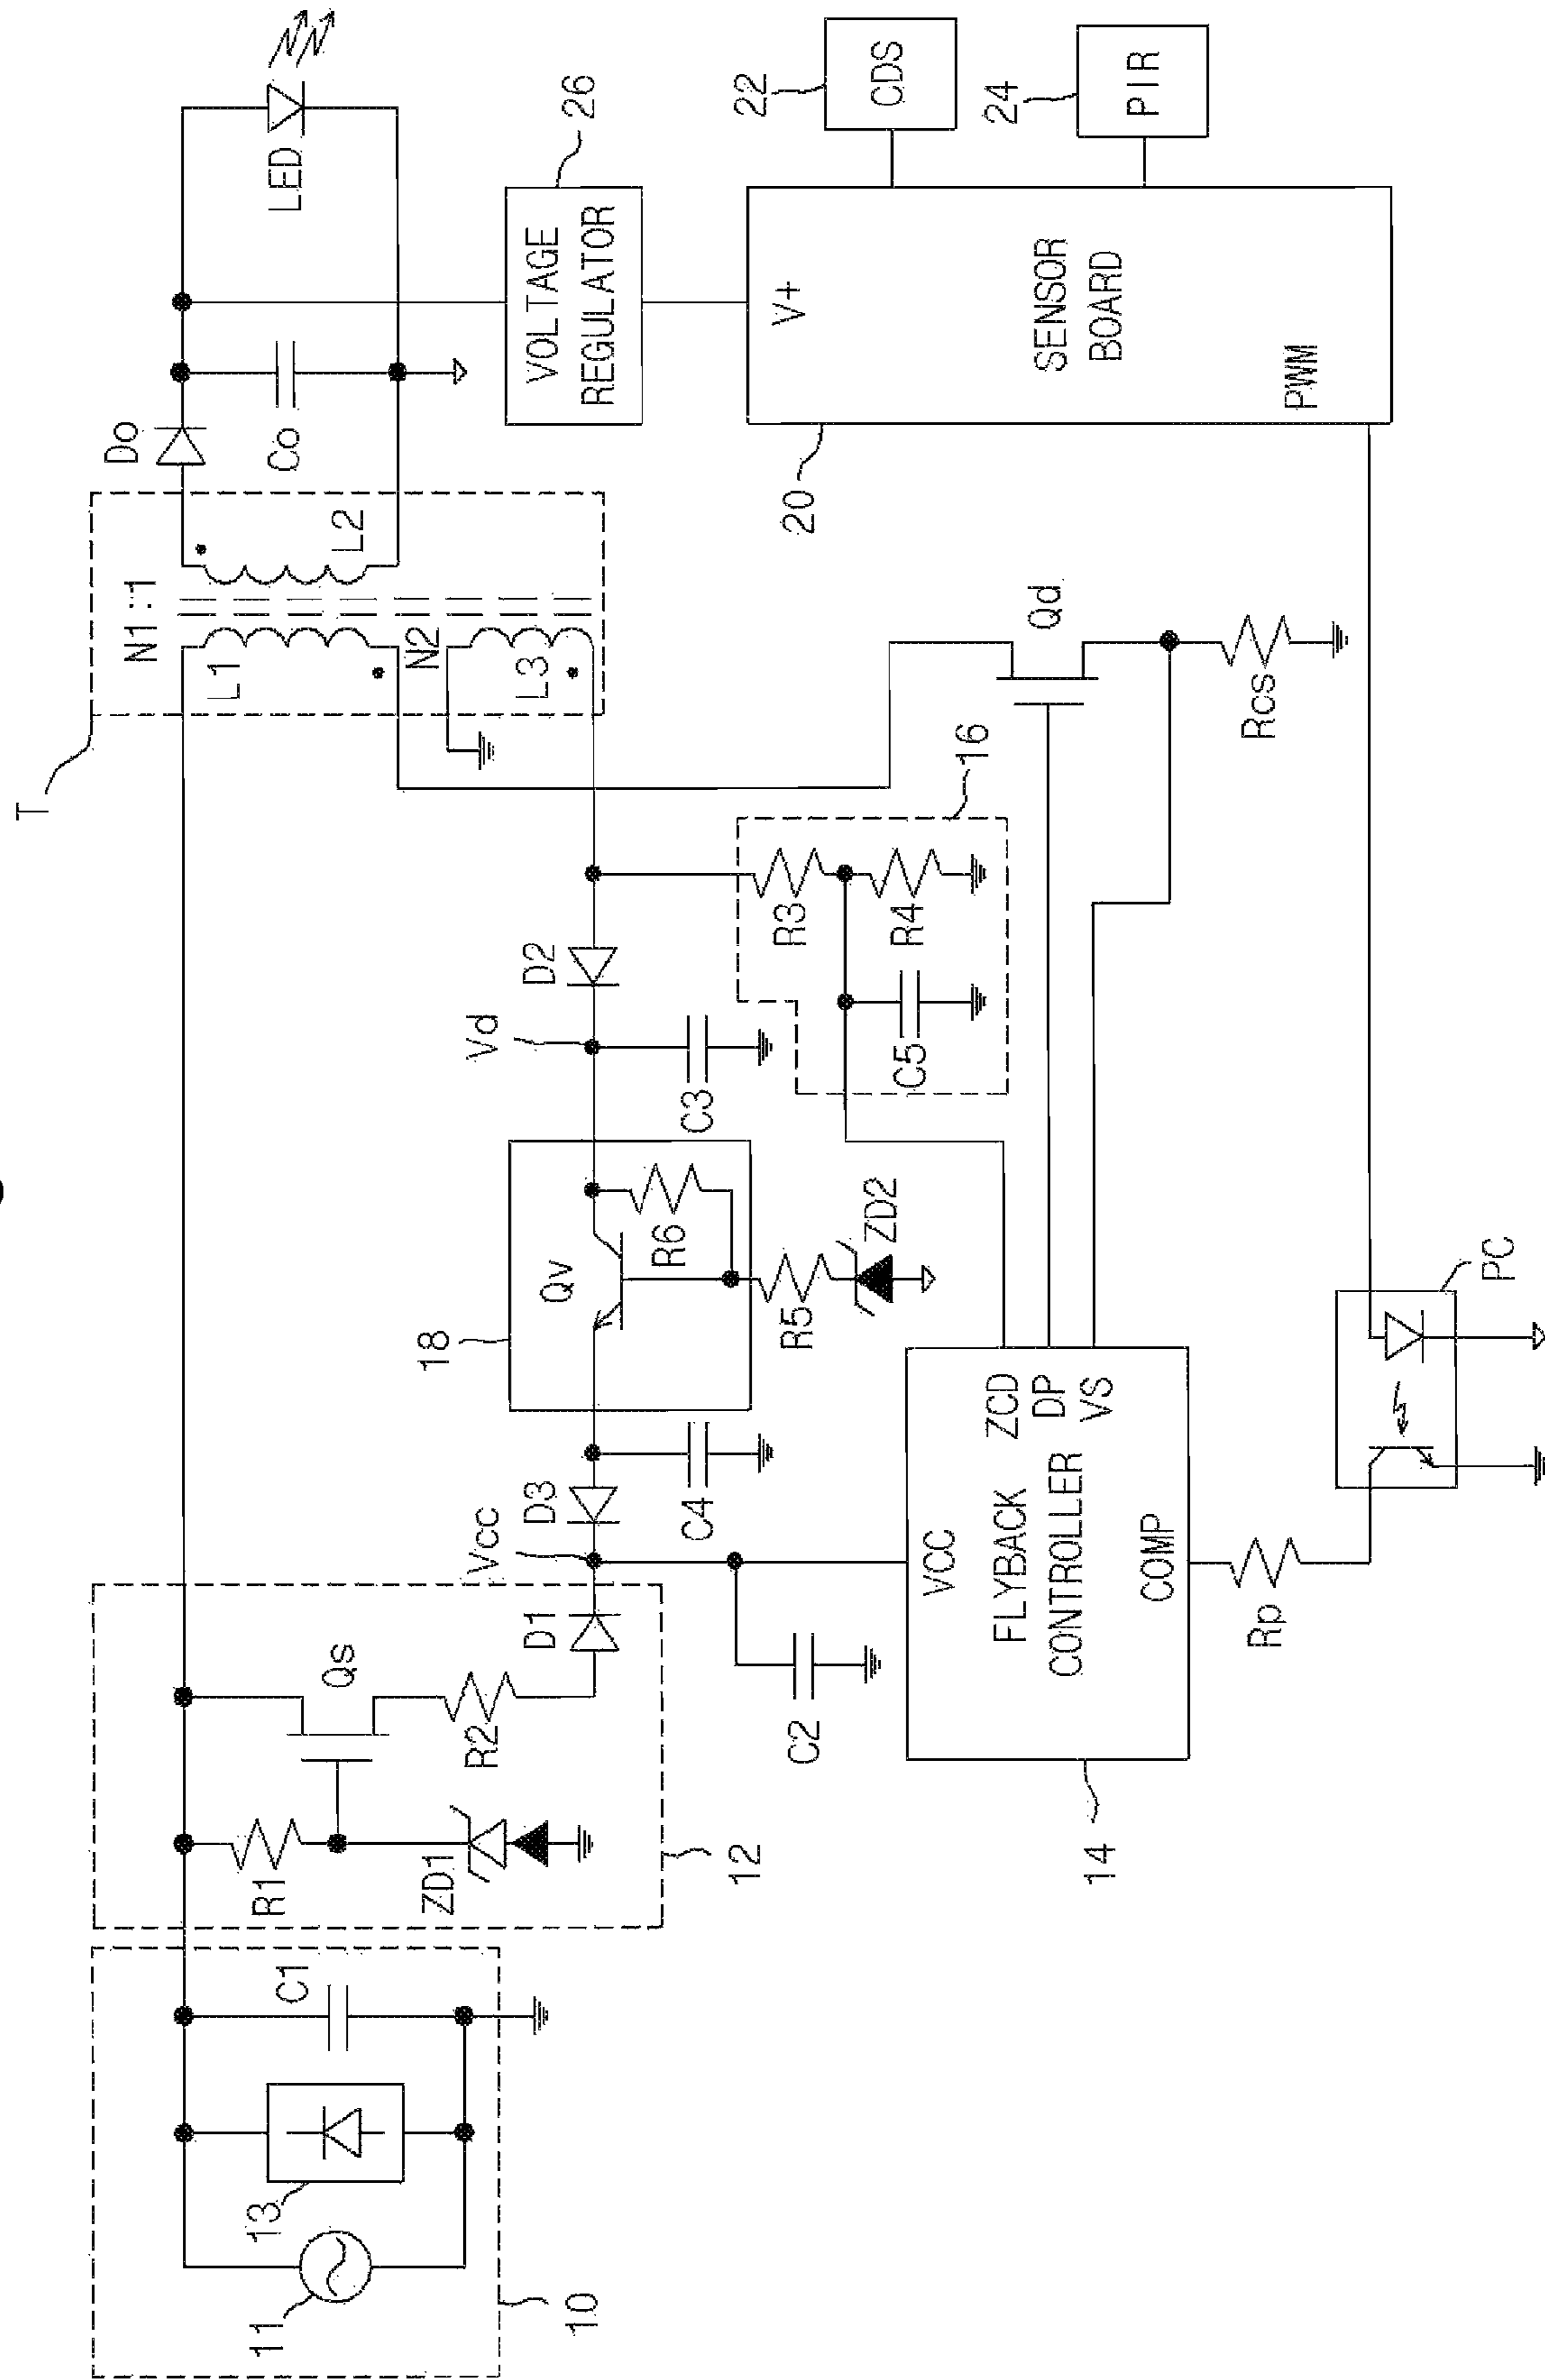 T
N1:1
Do
L1
L2
Co
LED
N2
L3
10
11
13
C1
12
R1
ZD1
Qs
R2
D1
Vcc
D3
C4
18
Qv
R6
R5
ZD2
Vd
C3
D2
16
R3
R4
C5
26
VOLTAGE
REGULATOR
C2
14
VCC
FLYBACK
CONTROLLER
ZCD
DP
VS
COMP
Rp
PC
Qd
Rcs
20
V+
SENSOR
BOARD
PWM
22
CDS
24
PIR